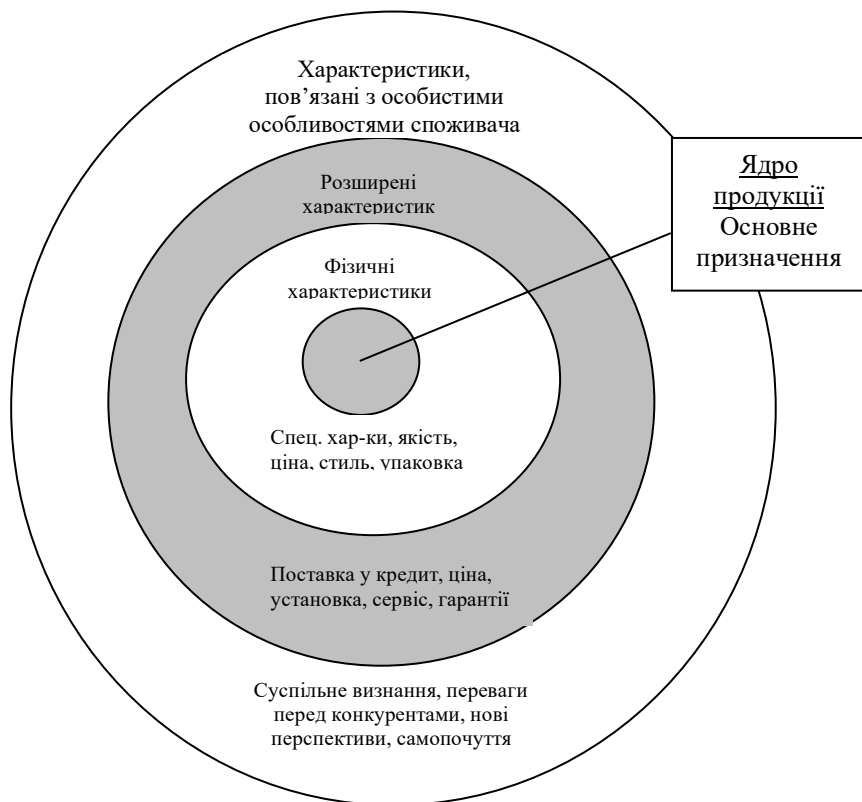 Характеристики,
пов’язані з особистими
особливостями споживача
Розширені
характеристик
Фізичні
характеристики
Спец. хар-ки, якість,
ціна, стиль, упаковка
Поставка у кредит, ціна,
установка, сервіс, гарантії
Суспільне визнання, переваги
перед конкурентами, нові
перспективи, самопочуття
Ядро
продукції
Основне
призначення